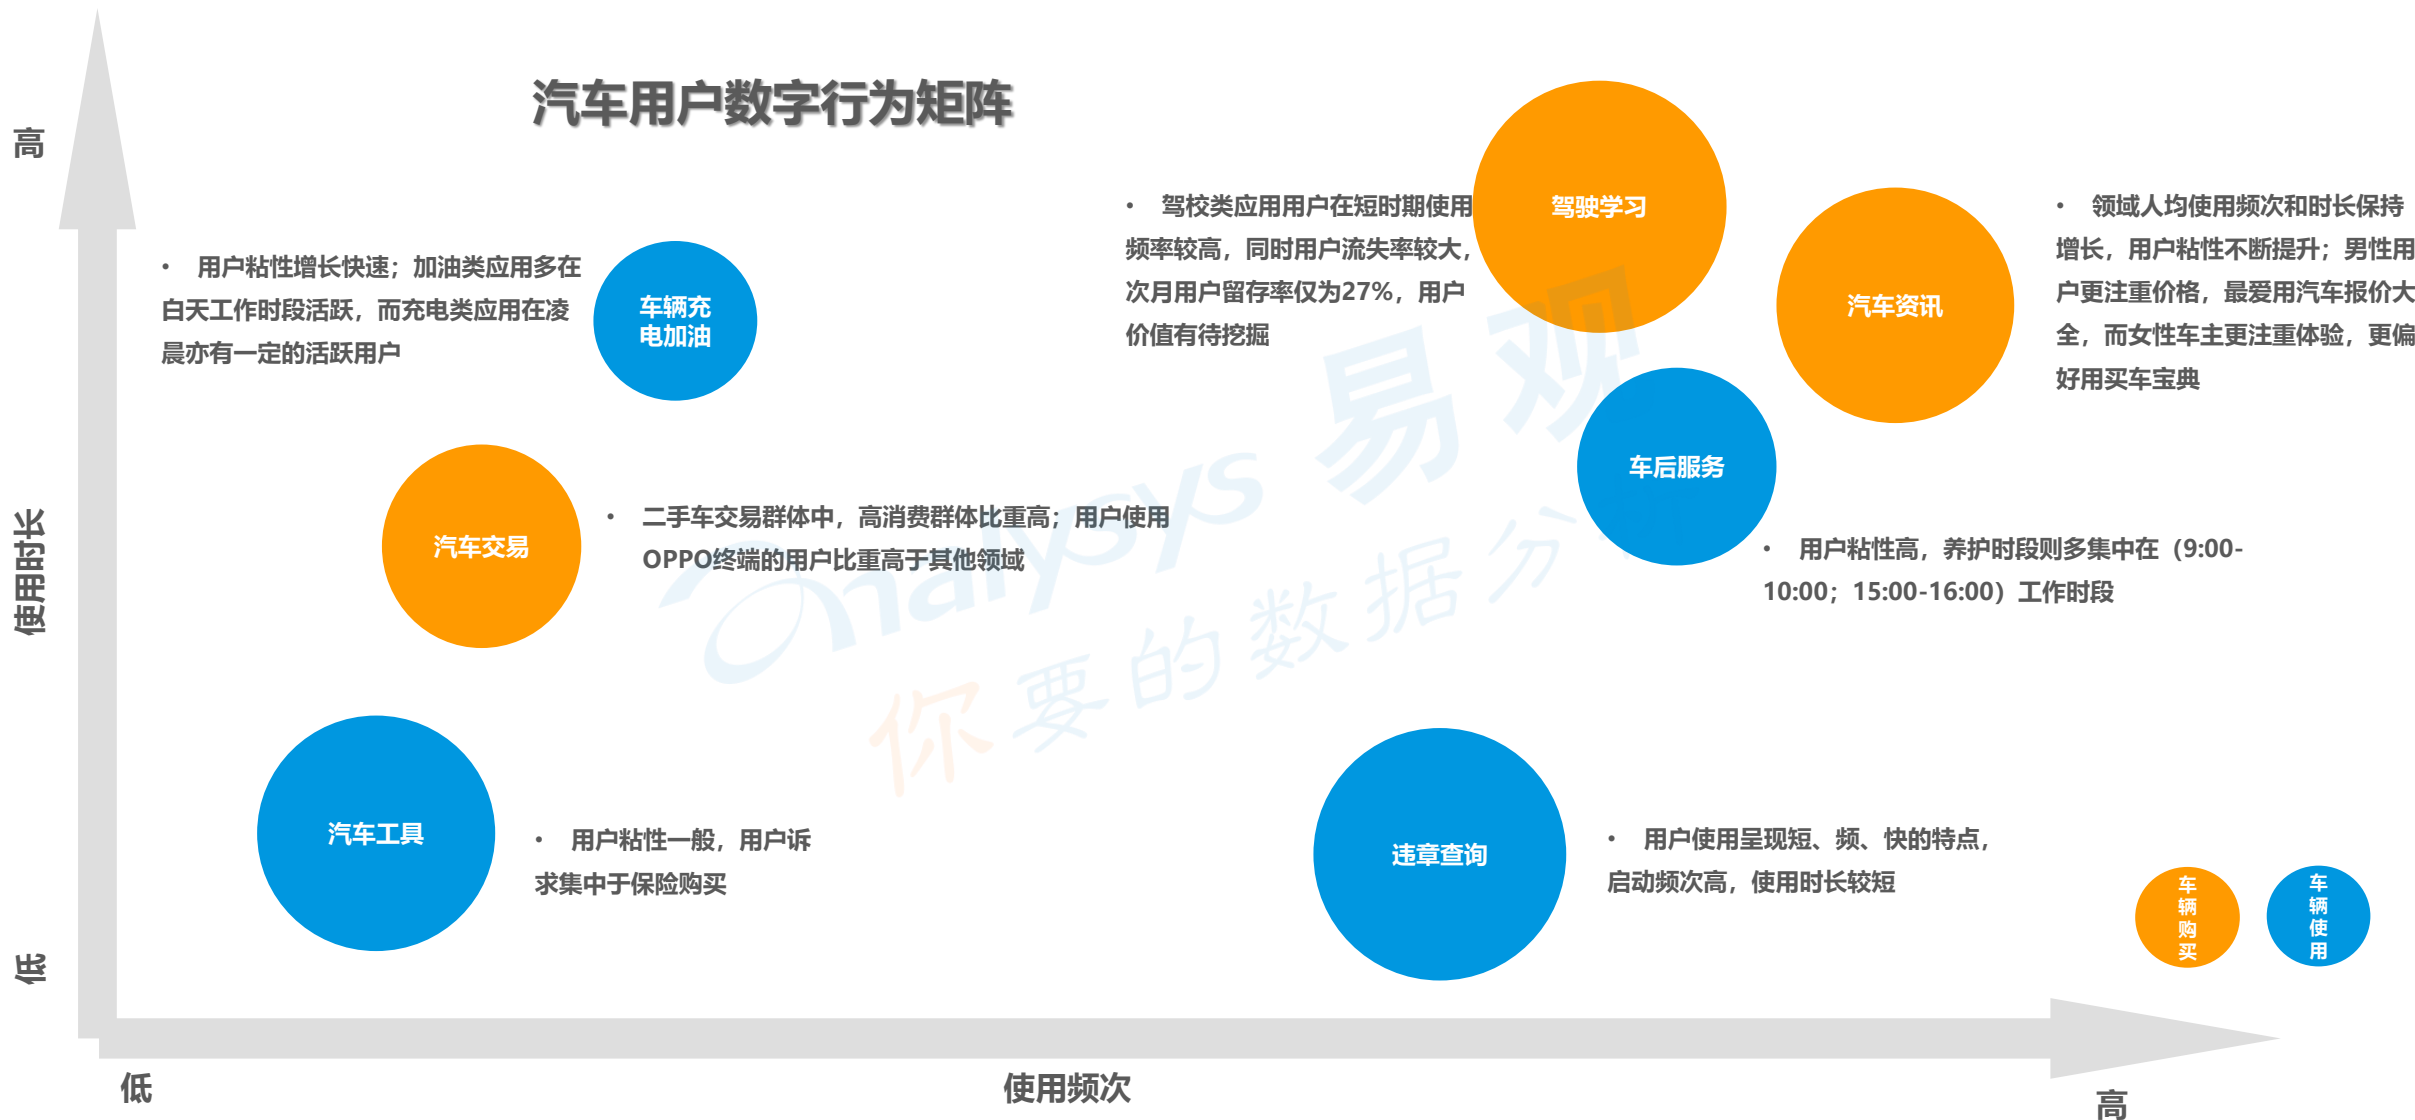 汽车用户数字行为矩阵
高
使用时长
低
低
使用频次
高
• 用户粘性增长快速；加油类应用多在
白天工作时段活跃，而充电类应用在凌
晨亦有一定的活跃用户
车辆充
电加油
• 驾校类应用用户在短时期使用
频率较高，同时用户流失率较大，
次月用户留存率仅为27%，用户
价值有待挖掘
驾驶学习
汽车资讯
• 领域人均使用频次和时长保持
增长，用户粘性不断提升；男性用
户更注重价格，最爱用汽车报价大
全，而女性车主更注重体验，更偏
好用买车宝典
汽车交易
• 二手车交易群体中，高消费群体比重高；用户使用
OPPO终端的用户比重高于其他领域
车后服务
• 用户粘性高，养护时段则多集中在（9:00-
10:00；15:00-16:00）工作时段
汽车工具
• 用户粘性一般，用户诉
求集中于保险购买
违章查询
• 用户使用呈现短、频、快的特点，
启动频次高，使用时长较短
车辆购买
车辆使用
analysys 易观
你要的数据分